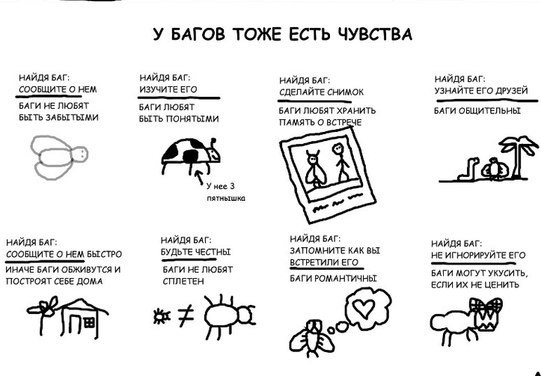 У БАГОВ ТОЖЕ ЕСТЬ ЧУВСТВА
НАЙДЯ БАГ:
СООБЩИТЕ О НЕМ
БАГИ НЕ ЛЮБЯТ
БЫТЬ ЗАБЫТЫМИ
НАЙДЯ БАГ:
ИЗУЧИТЕ ЕГО
БАГИ ЛЮБЯТ
БЫТЬ ПОНЯТЫМИ
У нее 3
пятнышка
НАЙДЯ БАГ:
СДЕЛАЙТЕ СНИМОК
БАГИ ЛЮБЯТ ХРАНИТЬ
ПАМЯТЬ О ВСТРЕЧЕ
НАЙДЯ БАГ:
УЗНАЙТЕ ЕГО ДРУЗЕЙ
БАГИ ОБЩИТЕЛЬНЫ
НАЙДЯ БАГ:
СООБЩИТЕ О НЕМ БЫСТРО
ИНАЧЕ БАГИ ОБЖИВУТСЯ И
ПОСТРОЯТ СЕБЕ ДОМА
НАЙДЯ БАГ:
БУДЬТЕ ЧЕСТНЫ
БАГИ НЕ ЛЮБЯТ
СПЛЕТЕН
≠
НАЙДЯ БАГ:
ЗАПОМНИТЕ КАК ВЫ
ВСТРЕТИЛИ ЕГО
БАГИ РОМАНТИЧНЫ
НАЙДЯ БАГ:
НЕ ИГНОРИРУЙТЕ ЕГО
БАГИ МОГУТ УКУСИТЬ,
ЕСЛИ ИХ НЕ ЦЕНИТЬ